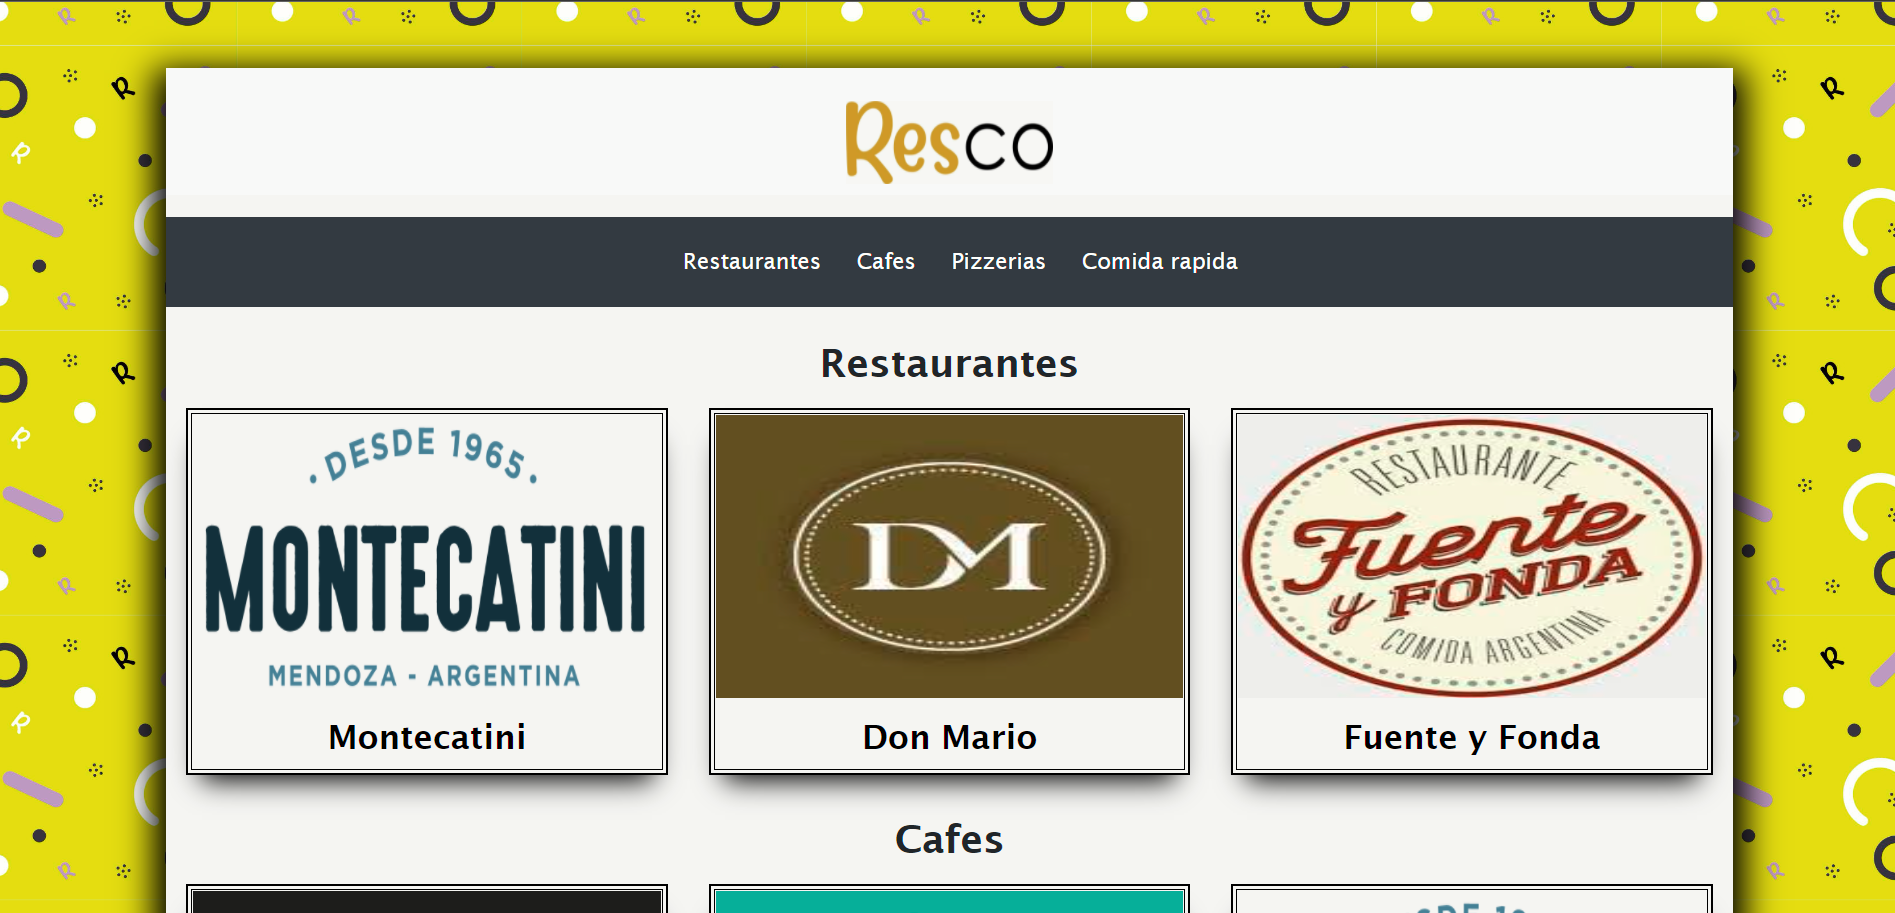 Resco
Restaurantes Cafes Pizzerias Comida rapida
Restaurantes
· DESDE 1965 ·
MONTECATINI
MENDOZA - ARGENTINA
Montecatini
DM
Don Mario
RESTAURANTE
Fuente
y FONDA
COMIDA ARGENTINA
Fuente y Fonda
Cafes